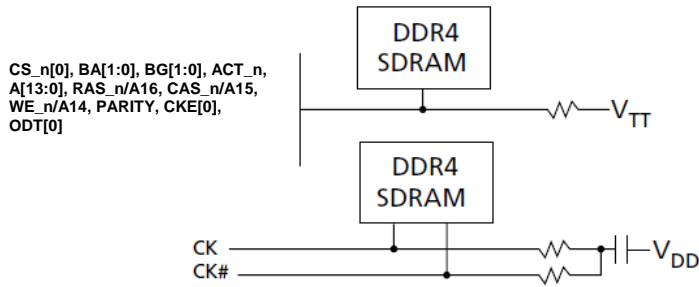 DDR4
SDRAM
CS_n[0], BA[1:0], BG[1:0], ACT_n,
A[13:0], RAS_n/A16, CAS_n/A15,
WE_n/A14, PARITY, CKE[0],
ODT[0]
VTT
DDR4
SDRAM
CK
CK#
VDD